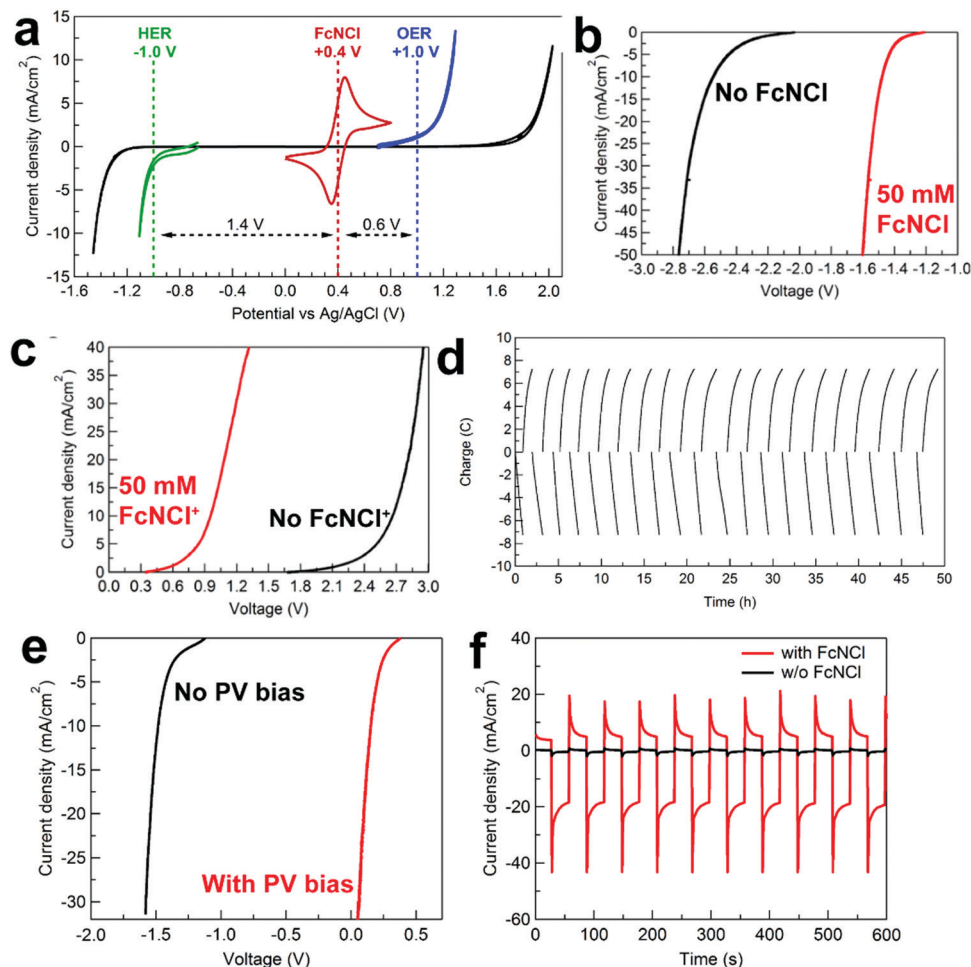 a
HER
-1.0 V
FcNCl
+0.4 V
OER
+1.0 V
15
10
5
0
5
10
15
Current density (mA/cm²)
1.4 V
0.6 V
-1.6 -1.2 -0.8 -0.4 0.0 0.4 0.8 1.2 1.6 2.0
Potential vs Ag/AgCl (V)
b
No FcNCl
50 mM
FcNCl
0
-5
-10
-15
-20
-25
-30
-35
-40
-45
-50
Current density (mA/cm²)
-3.0 -2.8 -2.6 -2.4 -2.2 -2.0 -1.8 -1.6 -1.4 -1.2 -1.0
Voltage (V)
c
50 mM
FcNCl⁺
No FcNCl⁺
40
35
30
25
20
15
10
5
0
Current density (mA/cm²)
0.0 0.3 0.6 0.9 1.2 1.5 1.8 2.1 2.4 2.7 3.0
Voltage (V)
d
10
8
6
4
2
0
-2
-4
-6
-8
-10
Charge (C)
0 5 10 15 20 25 30 35 40 45 50
Time (h)
e
No PV bias
With PV bias
0
-5
-10
-15
-20
-25
-30
Current density (mA/cm²)
-2.0 -1.5 -1.0 -0.5 0.0 0.5
Voltage (V)
f
with FcNCl
w/o FcNCl
40
20
0
-20
-40
-60
Current density (mA/cm²)
0 100 200 300 400 500 600
Time (s)